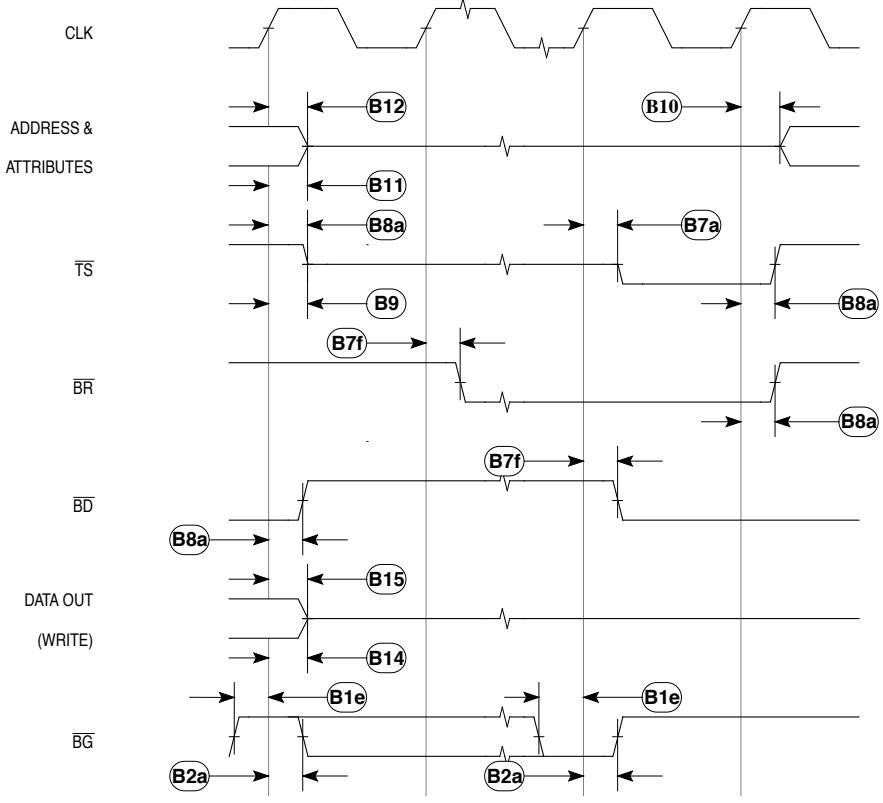 CLK
B12
B10
ADDRESS &
ATTRIBUTES
B11
B8a
B7a
TS
B9
B8a
B7f
BR
B8a
B7f
BD
B8a
B15
DATA OUT
(WRITE)
B14
B1e
B1e
BG
B2a
B2a